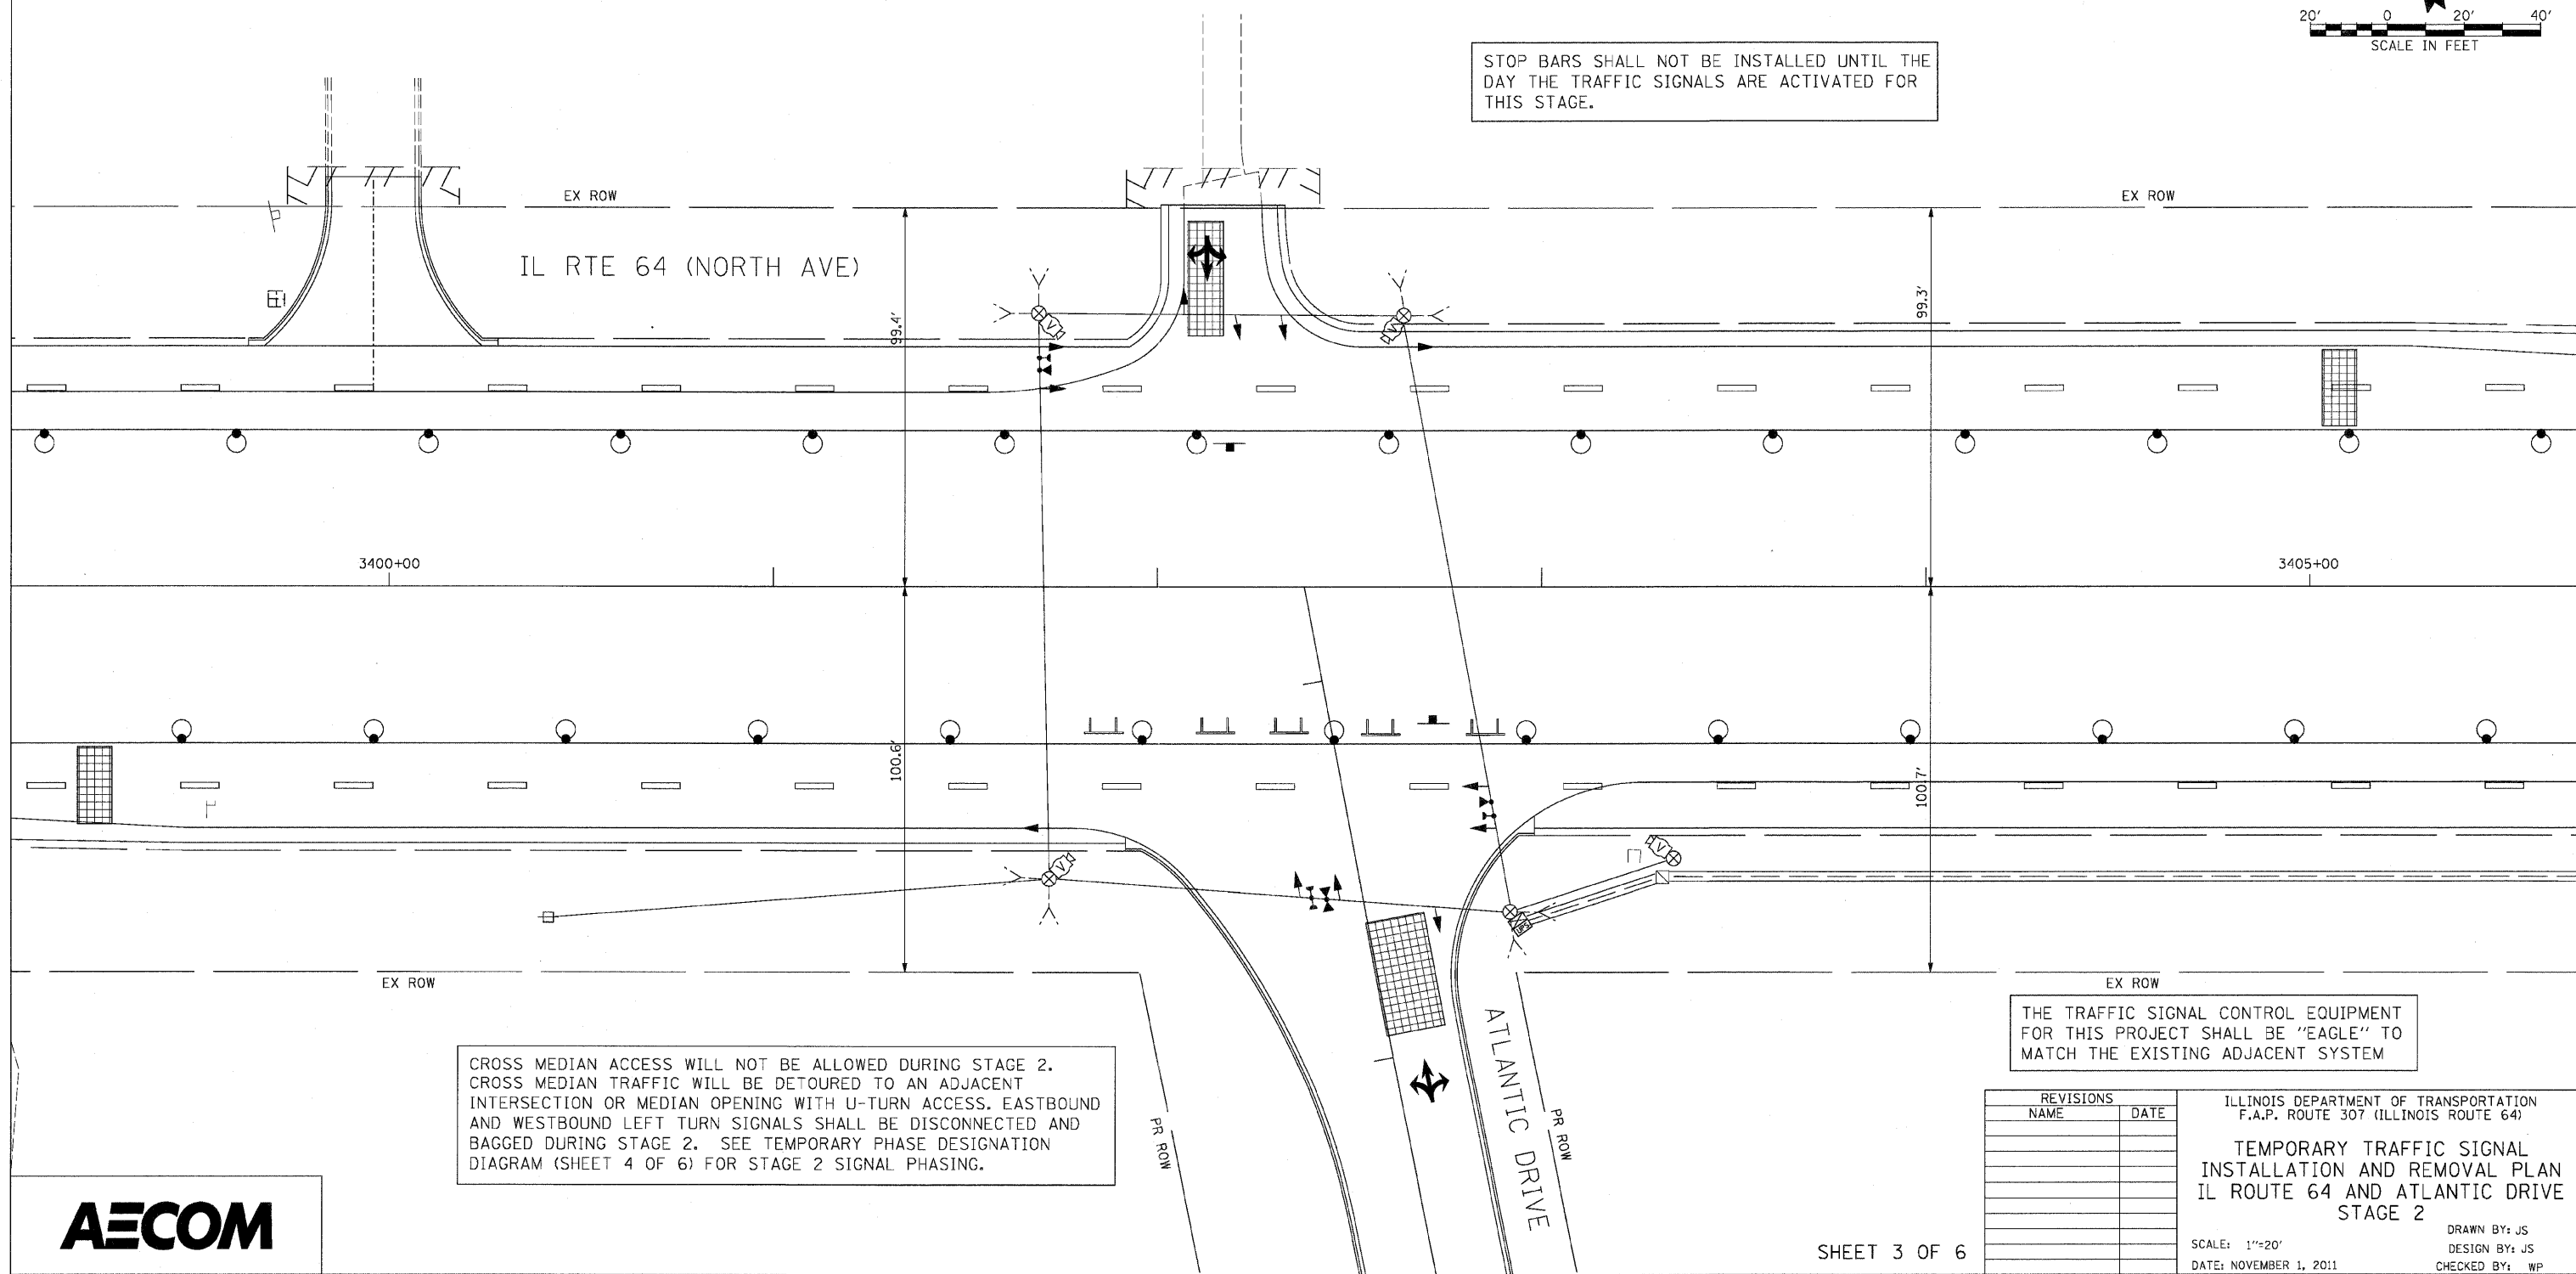 20' 0 20' 40'
SCALE IN FEET
STOP BARS SHALL NOT BE INSTALLED UNTIL THE
DAY THE TRAFFIC SIGNALS ARE ACTIVATED FOR
THIS STAGE.
EX ROW
EX ROW
IL RTE 64 (NORTH AVE)
V
V
99.4'
99.3'
3400+00
3405+00
100.6'
100.7'
V
V
UPS
EX ROW
EX ROW
THE TRAFFIC SIGNAL CONTROL EQUIPMENT
FOR THIS PROJECT SHALL BE "EAGLE" TO
MATCH THE EXISTING ADJACENT SYSTEM
CROSS MEDIAN ACCESS WILL NOT BE ALLOWED DURING STAGE 2.
CROSS MEDIAN TRAFFIC WILL BE DETOURED TO AN ADJACENT
INTERSECTION OR MEDIAN OPENING WITH U-TURN ACCESS. EASTBOUND
AND WESTBOUND LEFT TURN SIGNALS SHALL BE DISCONNECTED AND
BAGGED DURING STAGE 2. SEE TEMPORARY PHASE DESIGNATION
DIAGRAM (SHEET 4 OF 6) FOR STAGE 2 SIGNAL PHASING.
PR ROW
ATLANTIC DRIVE
PR ROW
AECOM
SHEET 3 OF 6
REVISIONS
NAME DATE
ILLINOIS DEPARTMENT OF TRANSPORTATION
F.A.P. ROUTE 307 (ILLINOIS ROUTE 64)
TEMPORARY TRAFFIC SIGNAL
INSTALLATION AND REMOVAL PLAN
IL ROUTE 64 AND ATLANTIC DRIVE
STAGE 2
SCALE: 1"=20'
DATE: NOVEMBER 1, 2011
DRAWN BY: JS
DESIGN BY: JS
CHECKED BY: WP